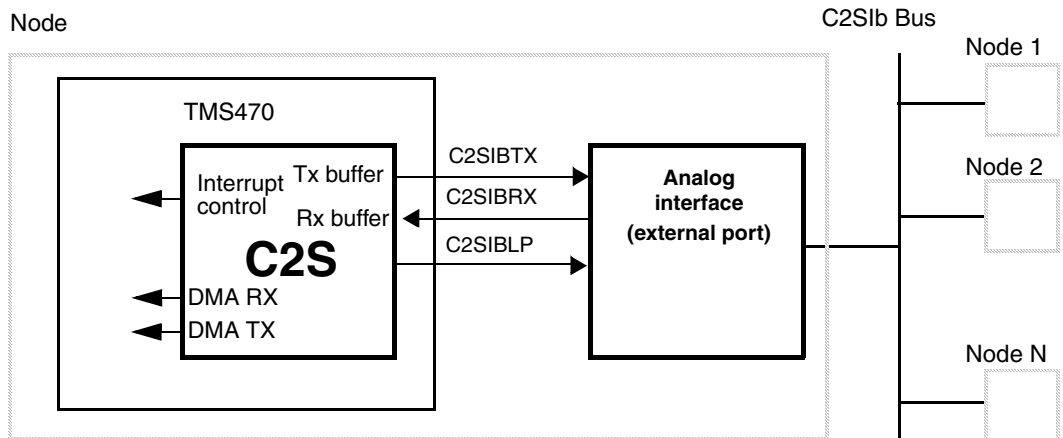 Node
C2SIb Bus
Node 1
TMS470
C2SIBTX
Tx buffer
Interrupt
control
C2SIBRX
Rx buffer
C2S
C2SIBLP
DMA RX
DMA TX
Analog
interface
(external port)
Node 2
Node N